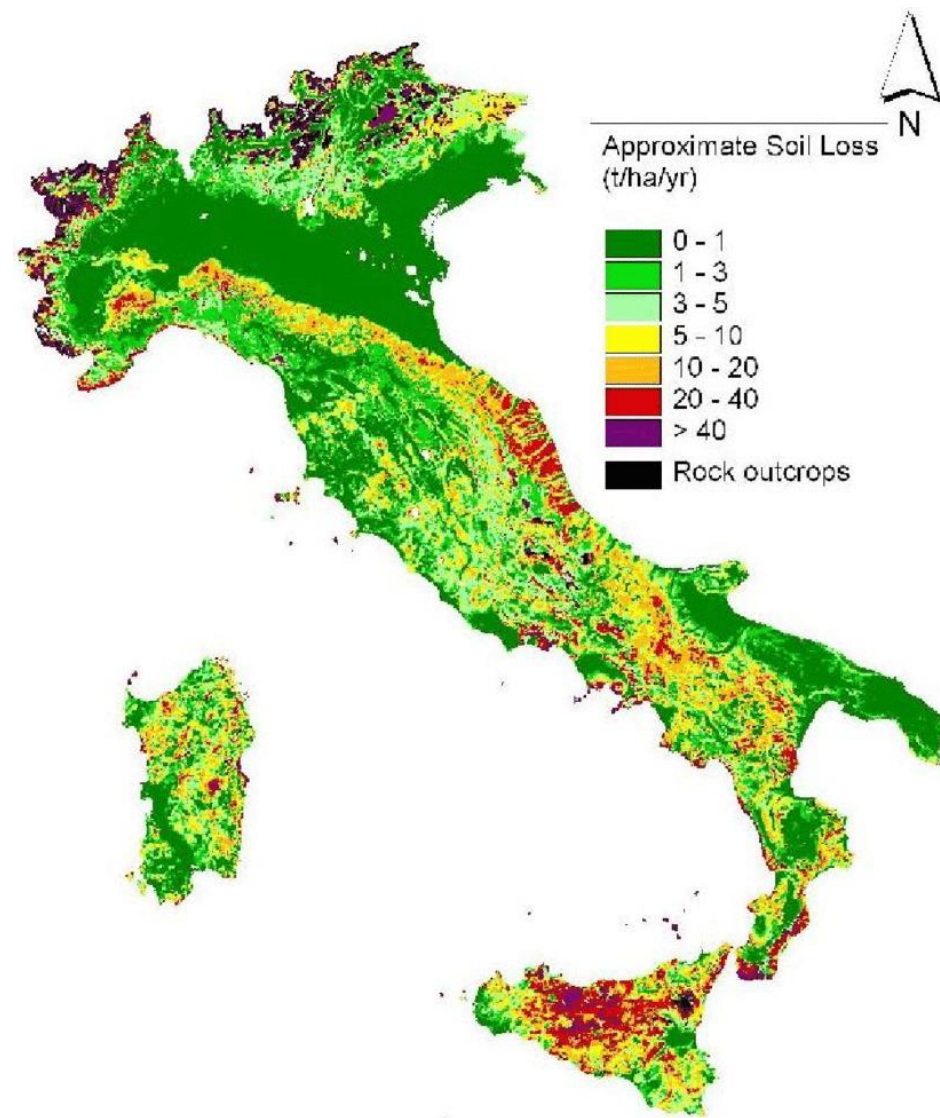 N
Approximate Soil Loss
(t/ha/yr)
0 - 1
1 - 3
3 - 5
5 - 10
10 - 20
20 - 40
> 40
Rock outcrops